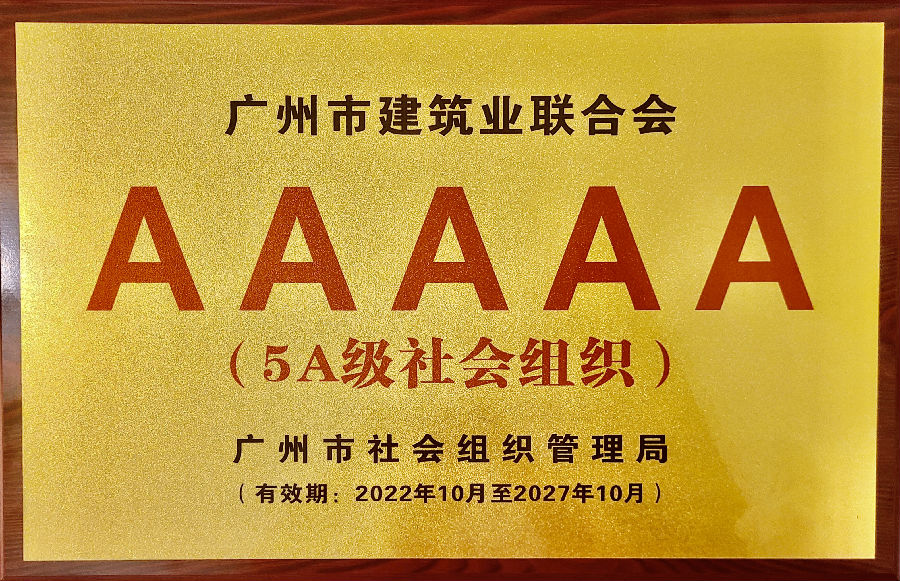 广州市建筑业联合会
AAAAA
（5A级社会组织）
广州市社会组织管理局
（有效期：2022年10月至2027年10月）